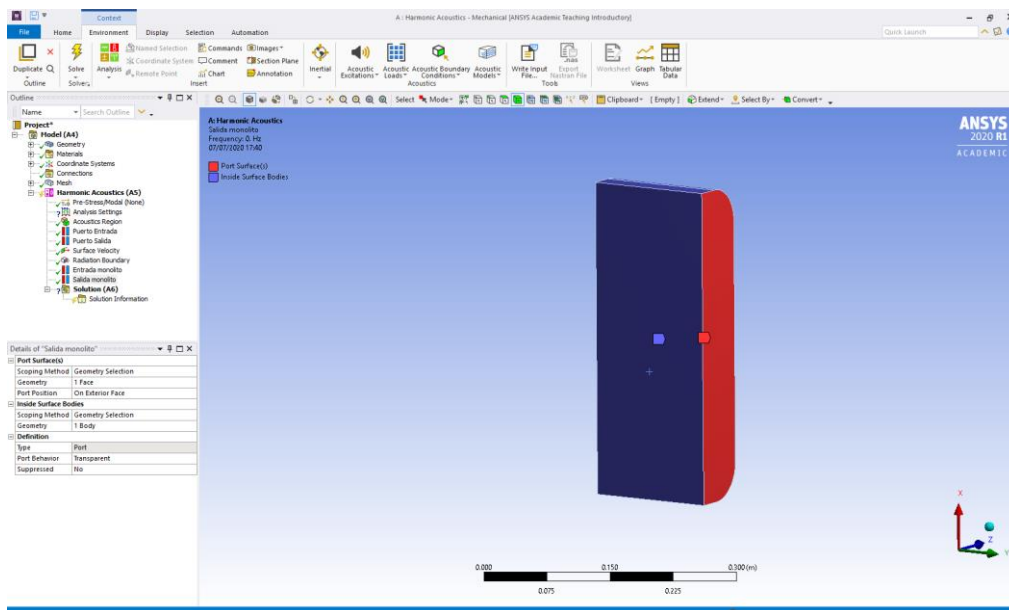 Context
A : Harmonic Acoustics - Mechanical [ANSYS Academic Teaching Introductory]
File Home Environment Display Selection Automation
Quick Launch
Duplicate Q
Outline
Solve
Solver
Analysis
Named Selection
Coordinate System
Remote Point
Commands
Comment
Chart
Images
Section Plane
Annotation
Insert
Inertial
Acoustic Excitations
Acoustic Loads
Acoustic Boundary Conditions
Acoustic Models
Acoustics
Write Input File...
Export Nastran File
Tools
Worksheet
Graph
Tabular Data
Views
Outline
Name Search Outline
Select Mode Clipboard [Empty] Extend Select By Convert
Project*
Model (A4)
Geometry
Materials
Coordinate Systems
Connections
Mesh
Harmonic Acoustics (A5)
Pre-Stress/Modal (None)
Analysis Settings
Acoustics Region
Puerto Entrada
Puerto Salida
Surface Velocity
Radiation Boundary
Entrada monolito
Salida monolito
Solution (A6)
Solution Information
Details of "Salida monolito"
Port Surface(s)
Scoping Method Geometry Selection
Geometry 1 Face
Port Position On Exterior Face
Inside Surface Bodies
Scoping Method Geometry Selection
Geometry 1 Body
Definition
Type Port
Port Behavior Transparent
Suppressed No
A: Harmonic Acoustics
Salida monolito
Frequency: 0. Hz
07/07/2020 17:40
Port Surface(s)
Inside Surface Bodies
ANSYS
2020 R1
ACADEMIC
0.000 0.150 0.300 (m)
0.075 0.225
X
Z
Y